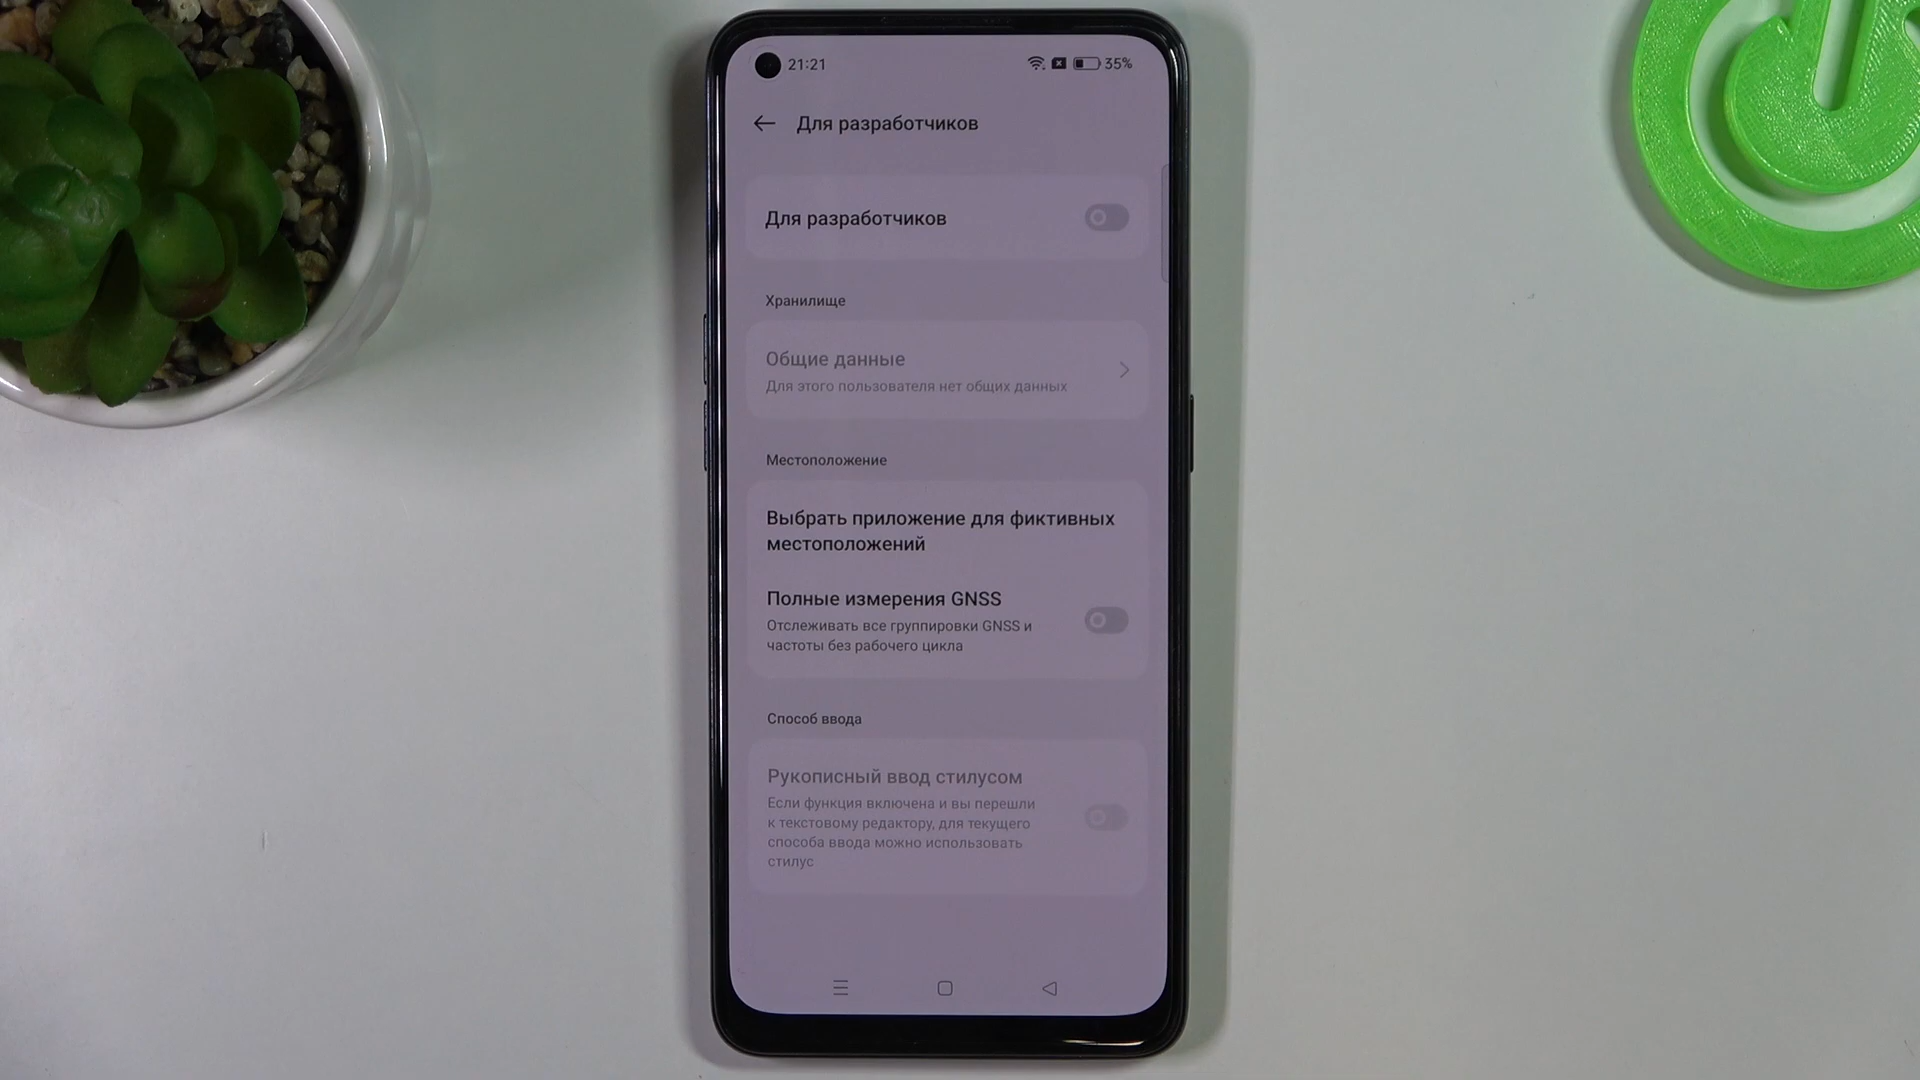 21:21
35%
Для разработчиков
Для разработчиков
Хранилище
Общие данные
Для этого пользователя нет общих данных
Местоположение
Выбрать приложение для фиктивных
местоположений
Полные измерения GNSS
Отслеживать все группировки GNSS и
частоты без рабочего цикла
Способ ввода
Рукописный ввод стилусом
Если функция включена и вы перешли
к текстовому редактору, для текущего
способа ввода можно использовать
стилус